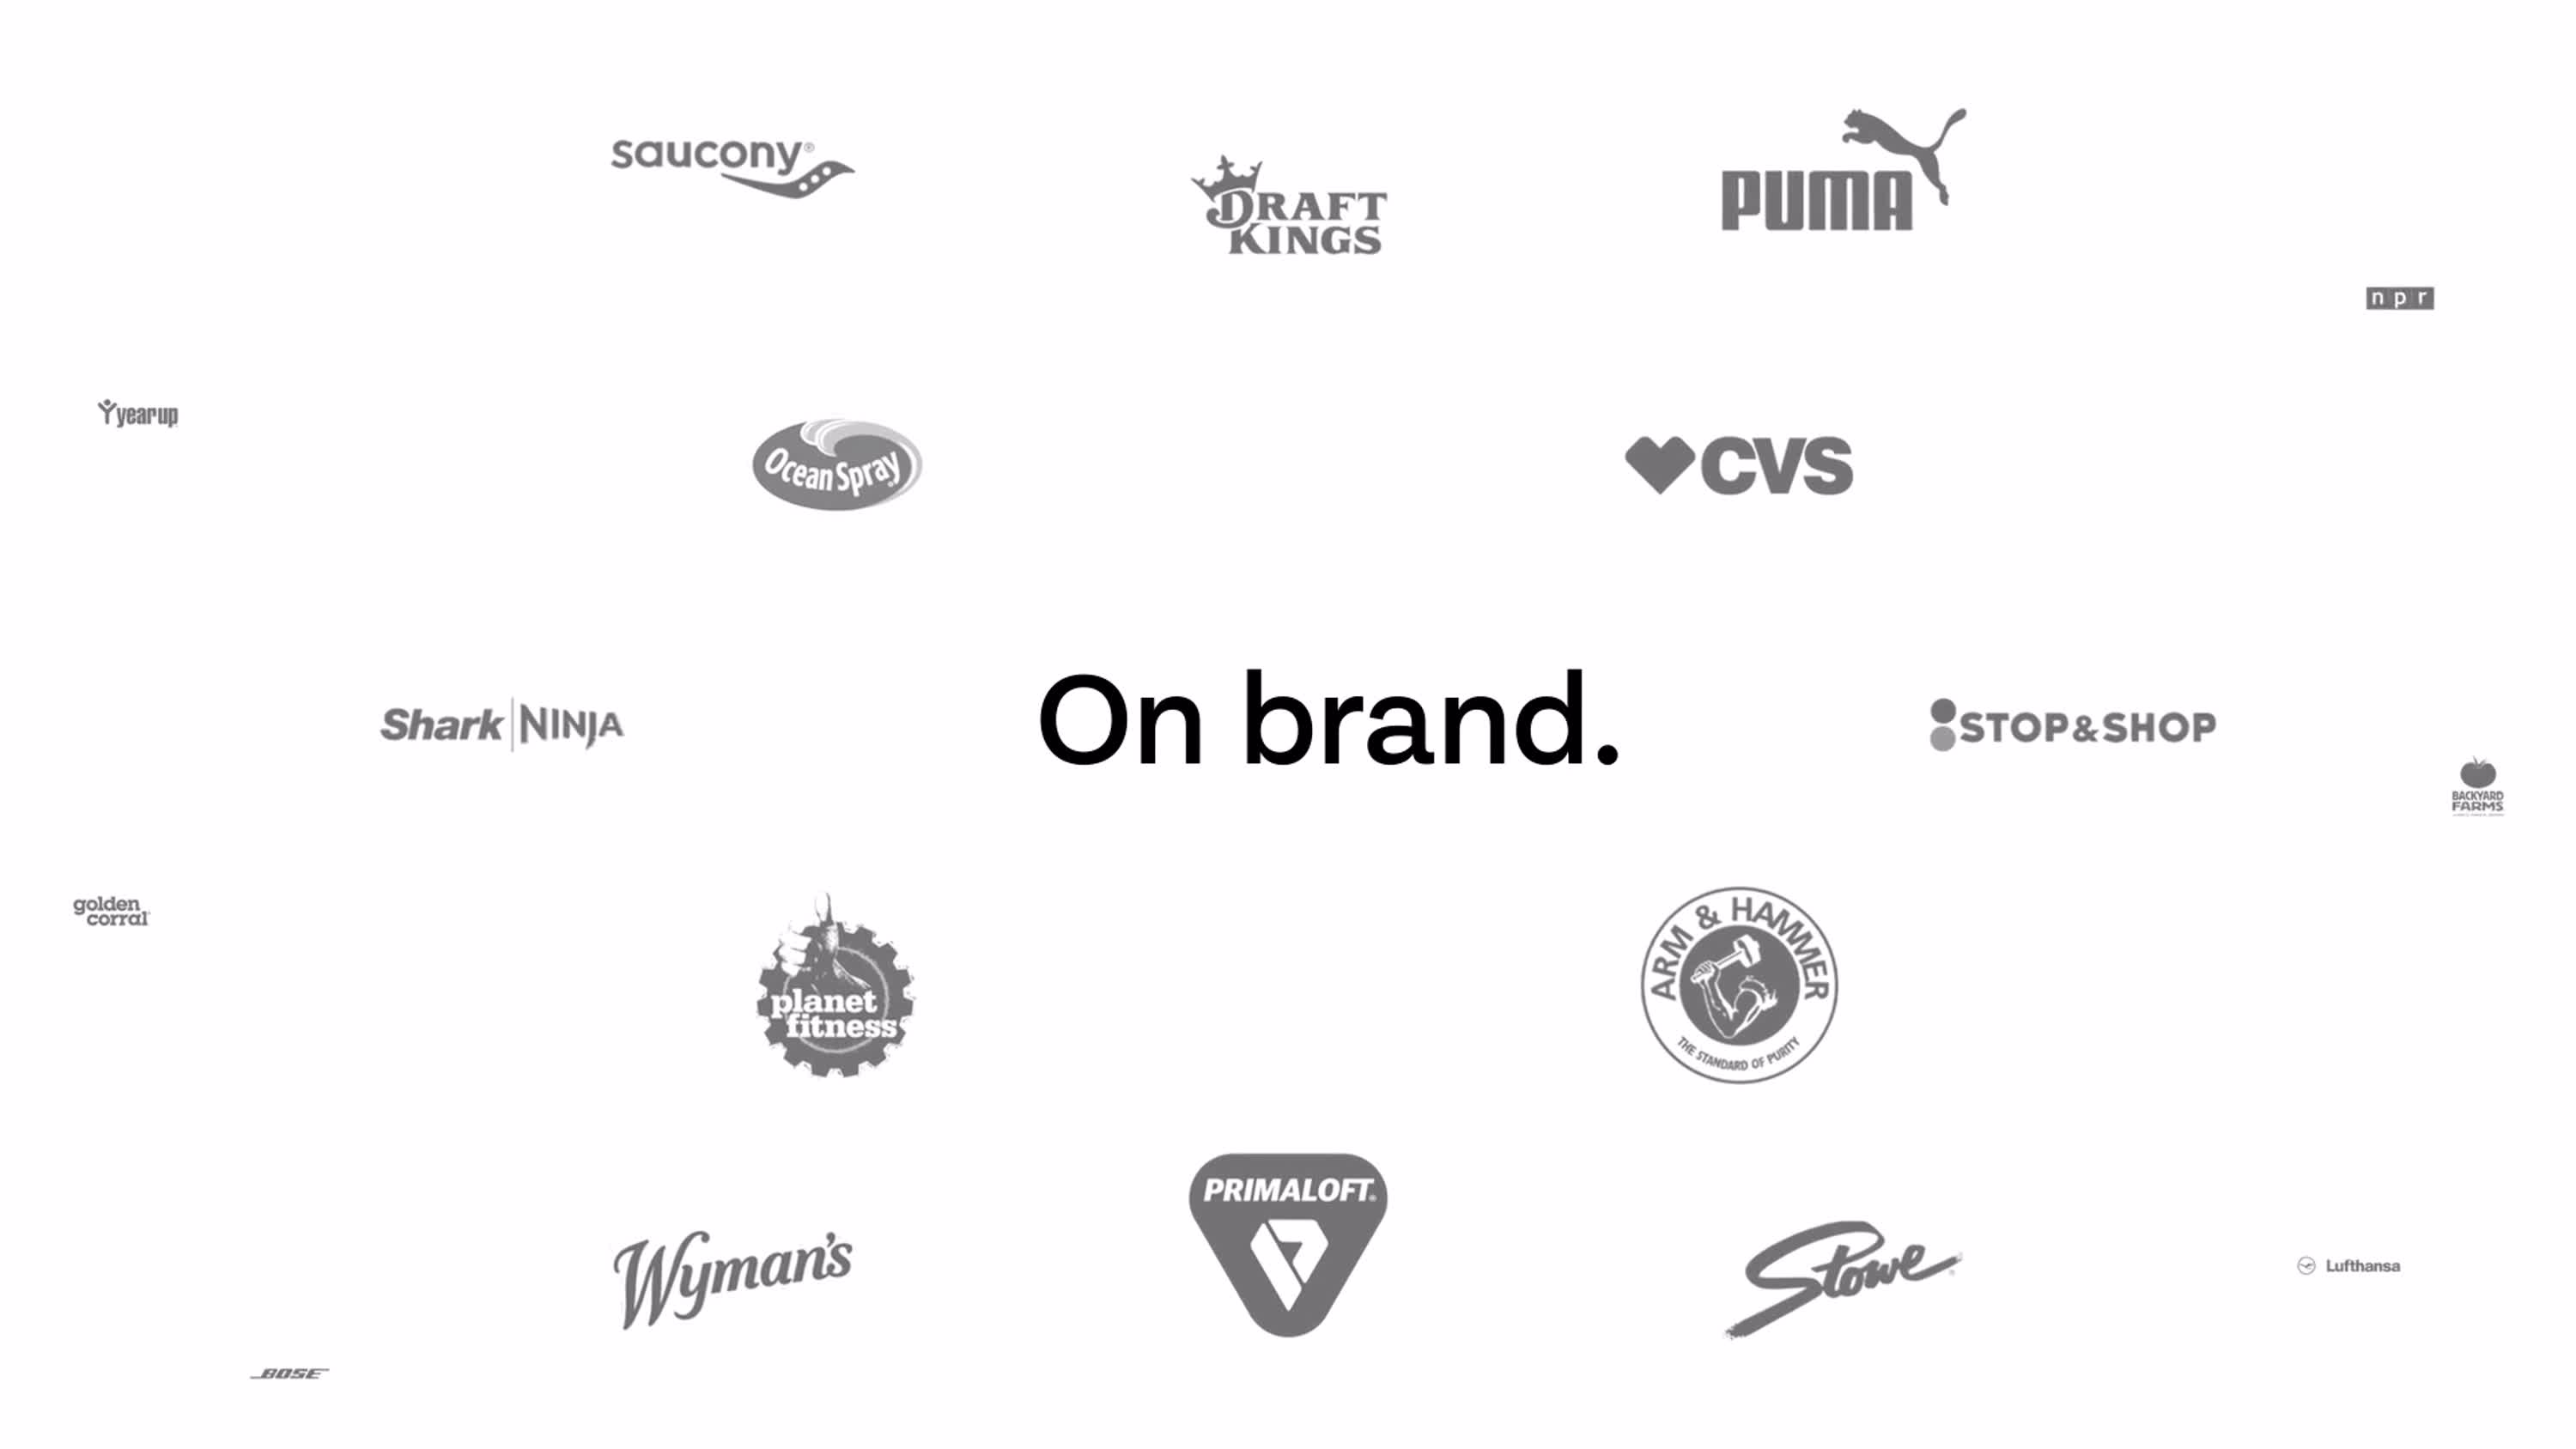 saucony®
DRAFT
KINGS
PUMA
npr
yearup
Ocean Spray
CVS
Shark | NINJA
On brand.
STOP&SHOP
BACKYARD
FARMS
golden
corral
planet
fitness
ARM & HAMMER
THE STANDARD OF PURITY
PRIMALOFT®
Wyman's
Stowe
Lufthansa
BOSE